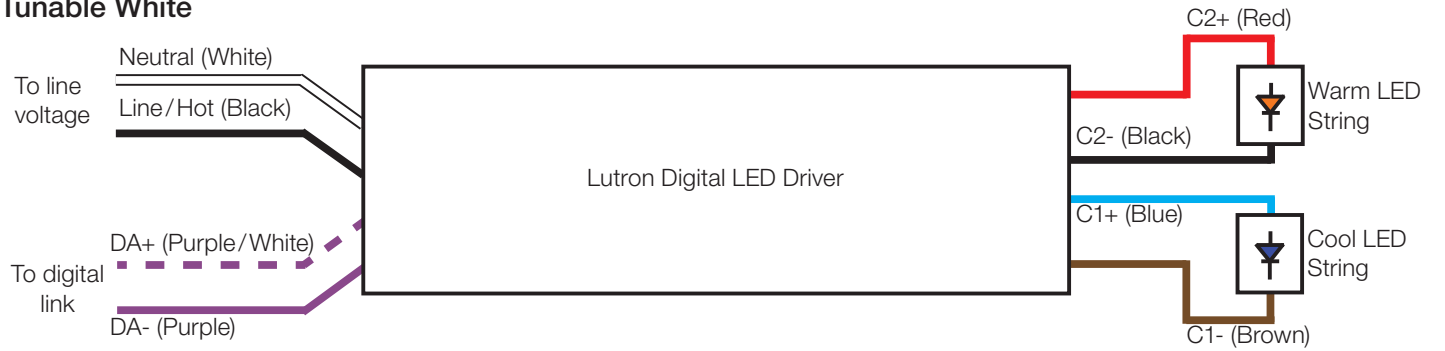 Tunable White
To line
voltage
Neutral (White)
Line/Hot (Black)
To digital
link
DA+ (Purple/White)
DA- (Purple)
Lutron Digital LED Driver
C2+ (Red)
C2- (Black)
Warm LED
String
C1+ (Blue)
C1- (Brown)
Cool LED
String